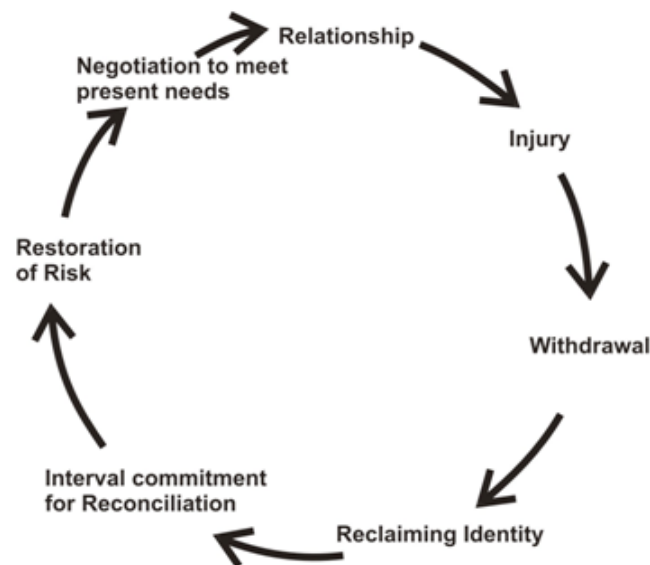 Relationship
Injury
Withdrawal
Reclaiming Identity
Interval commitment
for Reconciliation
Restoration
of Risk
Negotiation to meet
present needs